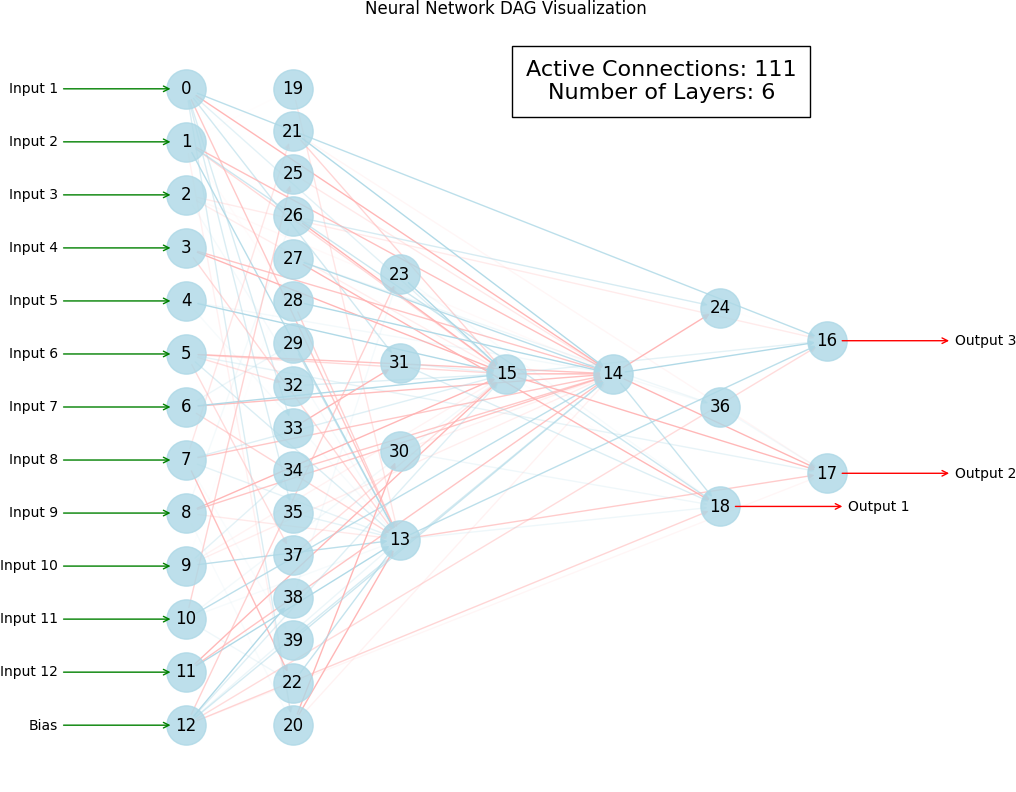 Neural Network DAG Visualization
Active Connections: 111
Number of Layers: 6
Input 1
0
19
21
Input 2
1
25
Input 3
2
26
Input 4
3
27
23
Input 5
4
28
24
29
16
Output 3
Input 6
5
31
15
14
32
Input 7
6
36
33
30
Input 8
7
34
17
Output 2
18
Output 1
Input 9
8
35
13
37
Input 10
9
38
Input 11
10
39
Input 12
11
22
Bias
12
20